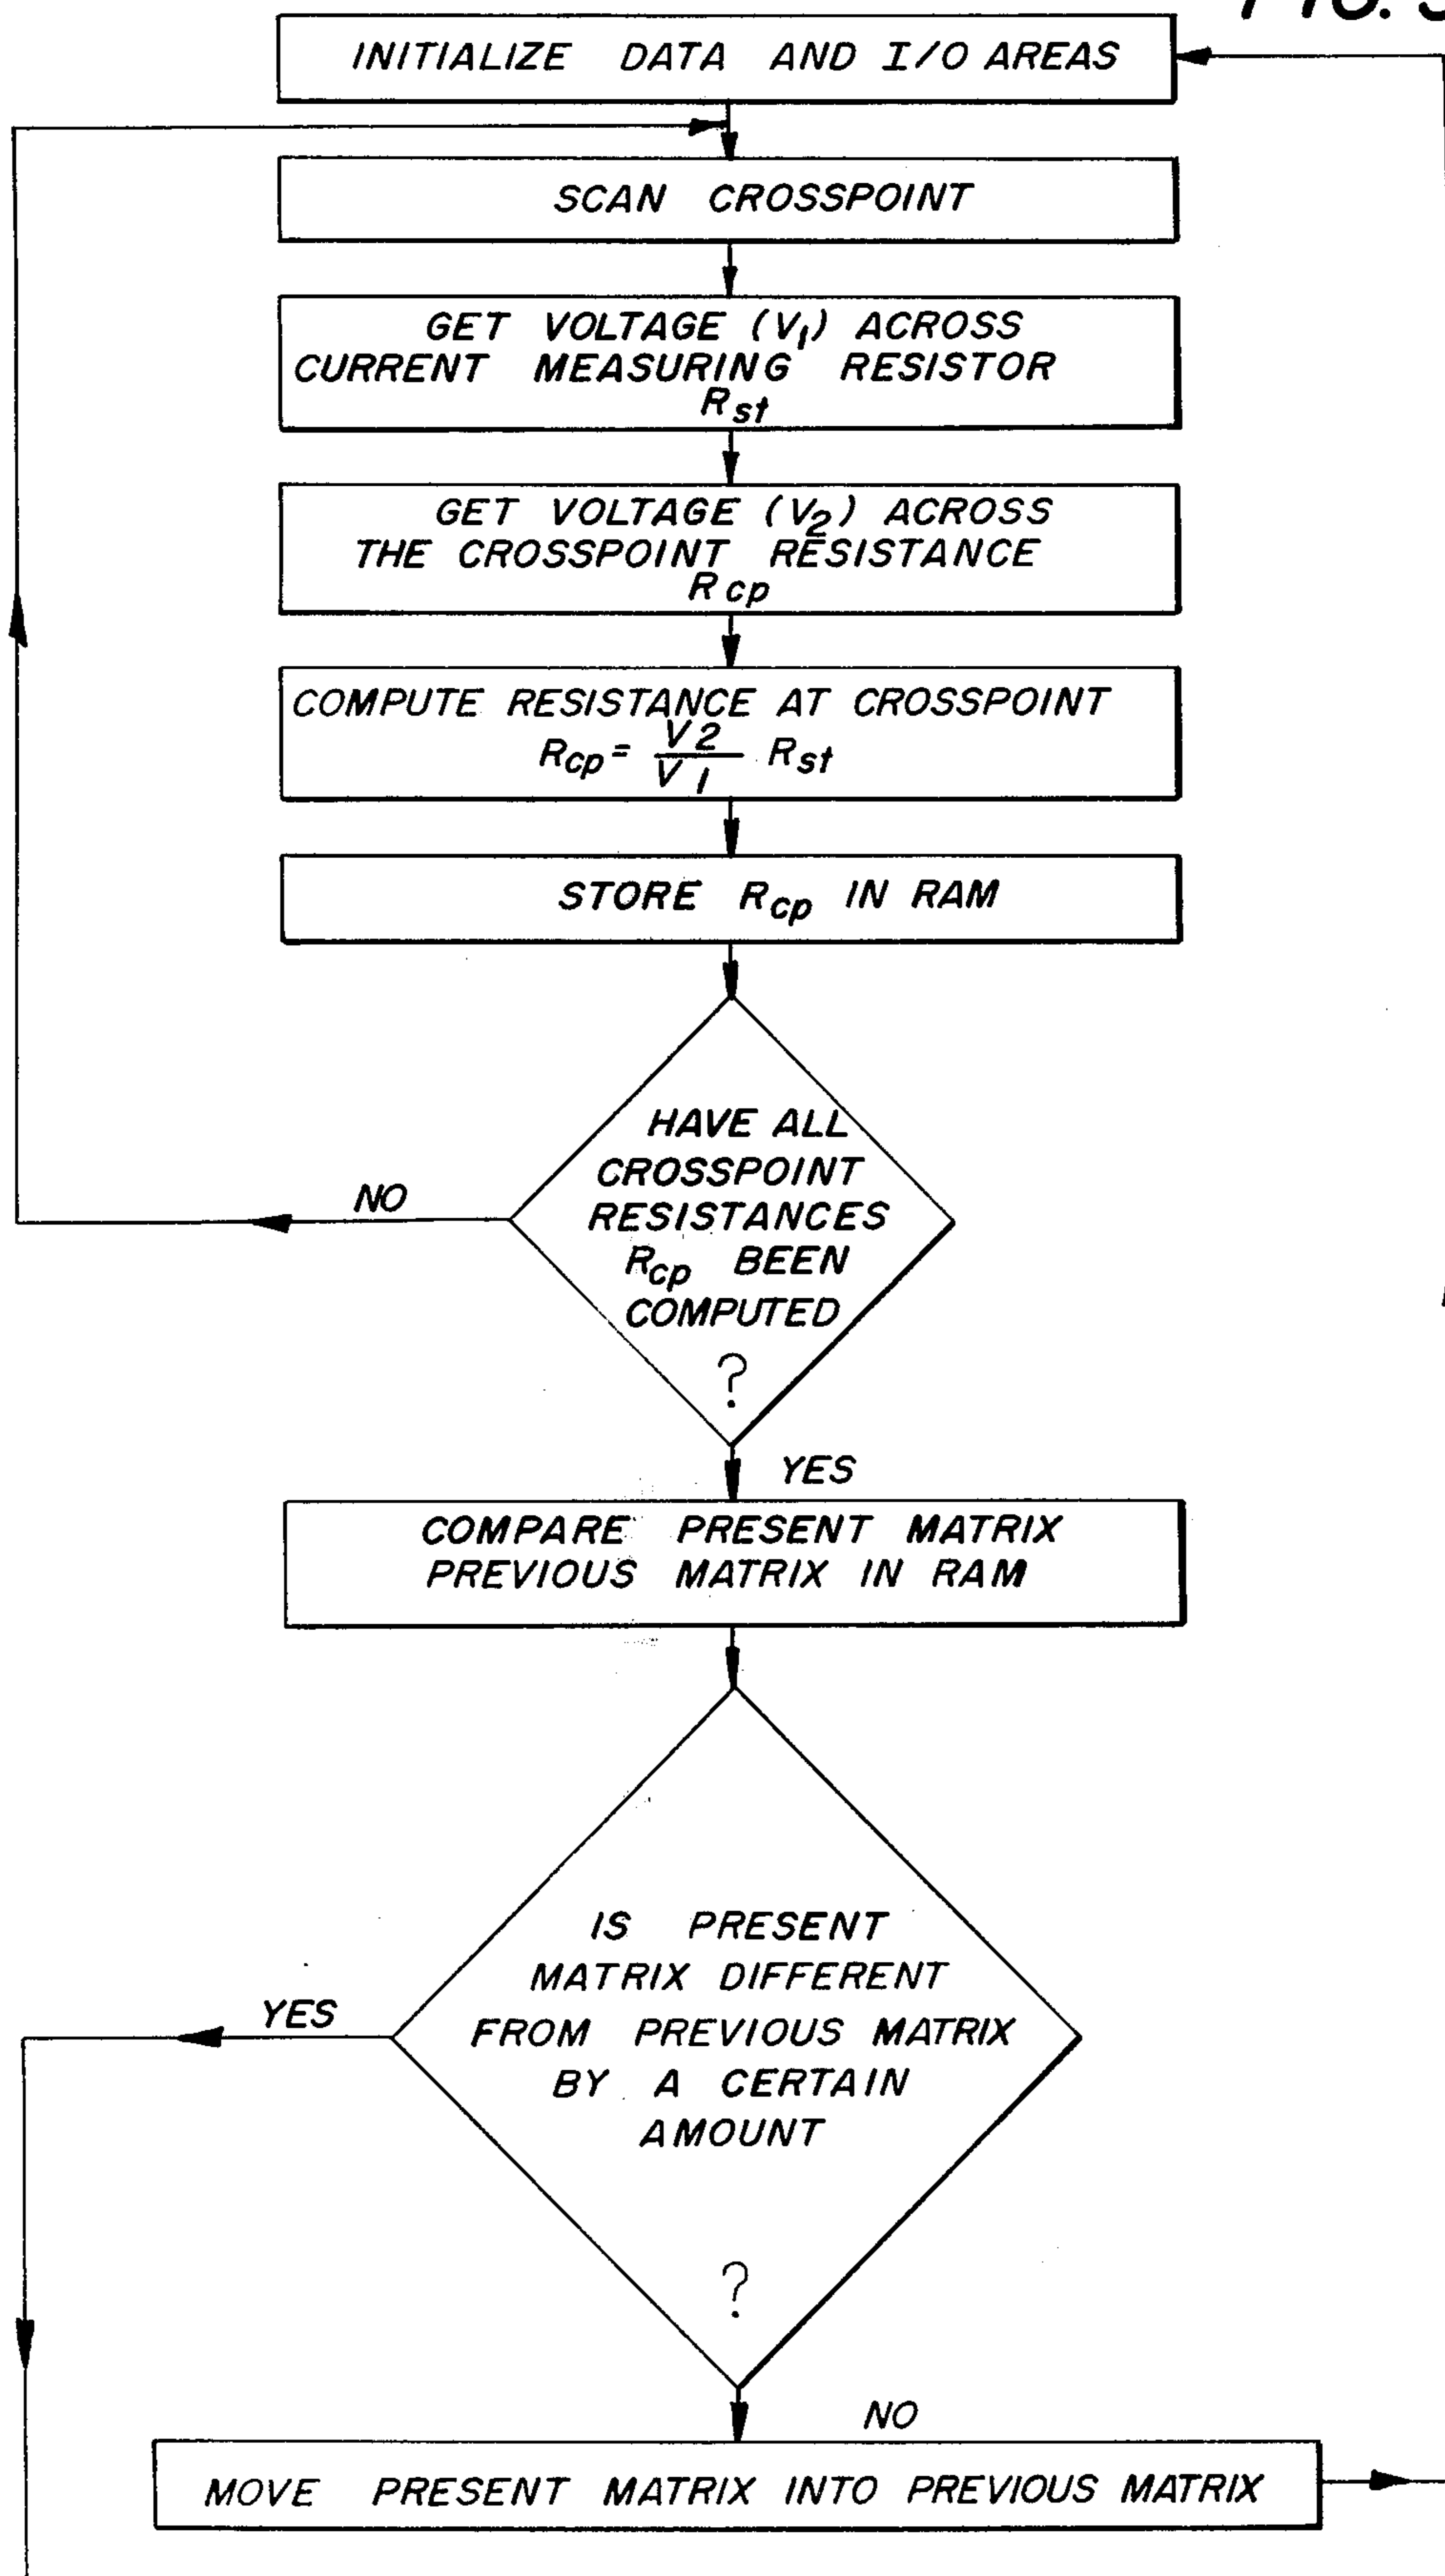 FIG.
INITIALIZE DATA AND I/O AREAS
SCAN CROSSPOINT
GET VOLTAGE (V1) ACROSS
CURRENT MEASURING RESISTOR
Rst
GET VOLTAGE (V2) ACROSS
THE CROSSPOINT RESISTANCE
Rcp
COMPUTE RESISTANCE AT CROSSPOINT
Rcp = V2/V1 Rst
STORE Rcp IN RAM
HAVE ALL
CROSSPOINT
RESISTANCES
Rcp BEEN
COMPUTED
?
NO
YES
COMPARE PRESENT MATRIX
PREVIOUS MATRIX IN RAM
IS PRESENT
MATRIX DIFFERENT
FROM PREVIOUS MATRIX
BY A CERTAIN
AMOUNT
?
YES
NO
MOVE PRESENT MATRIX INTO PREVIOUS MATRIX